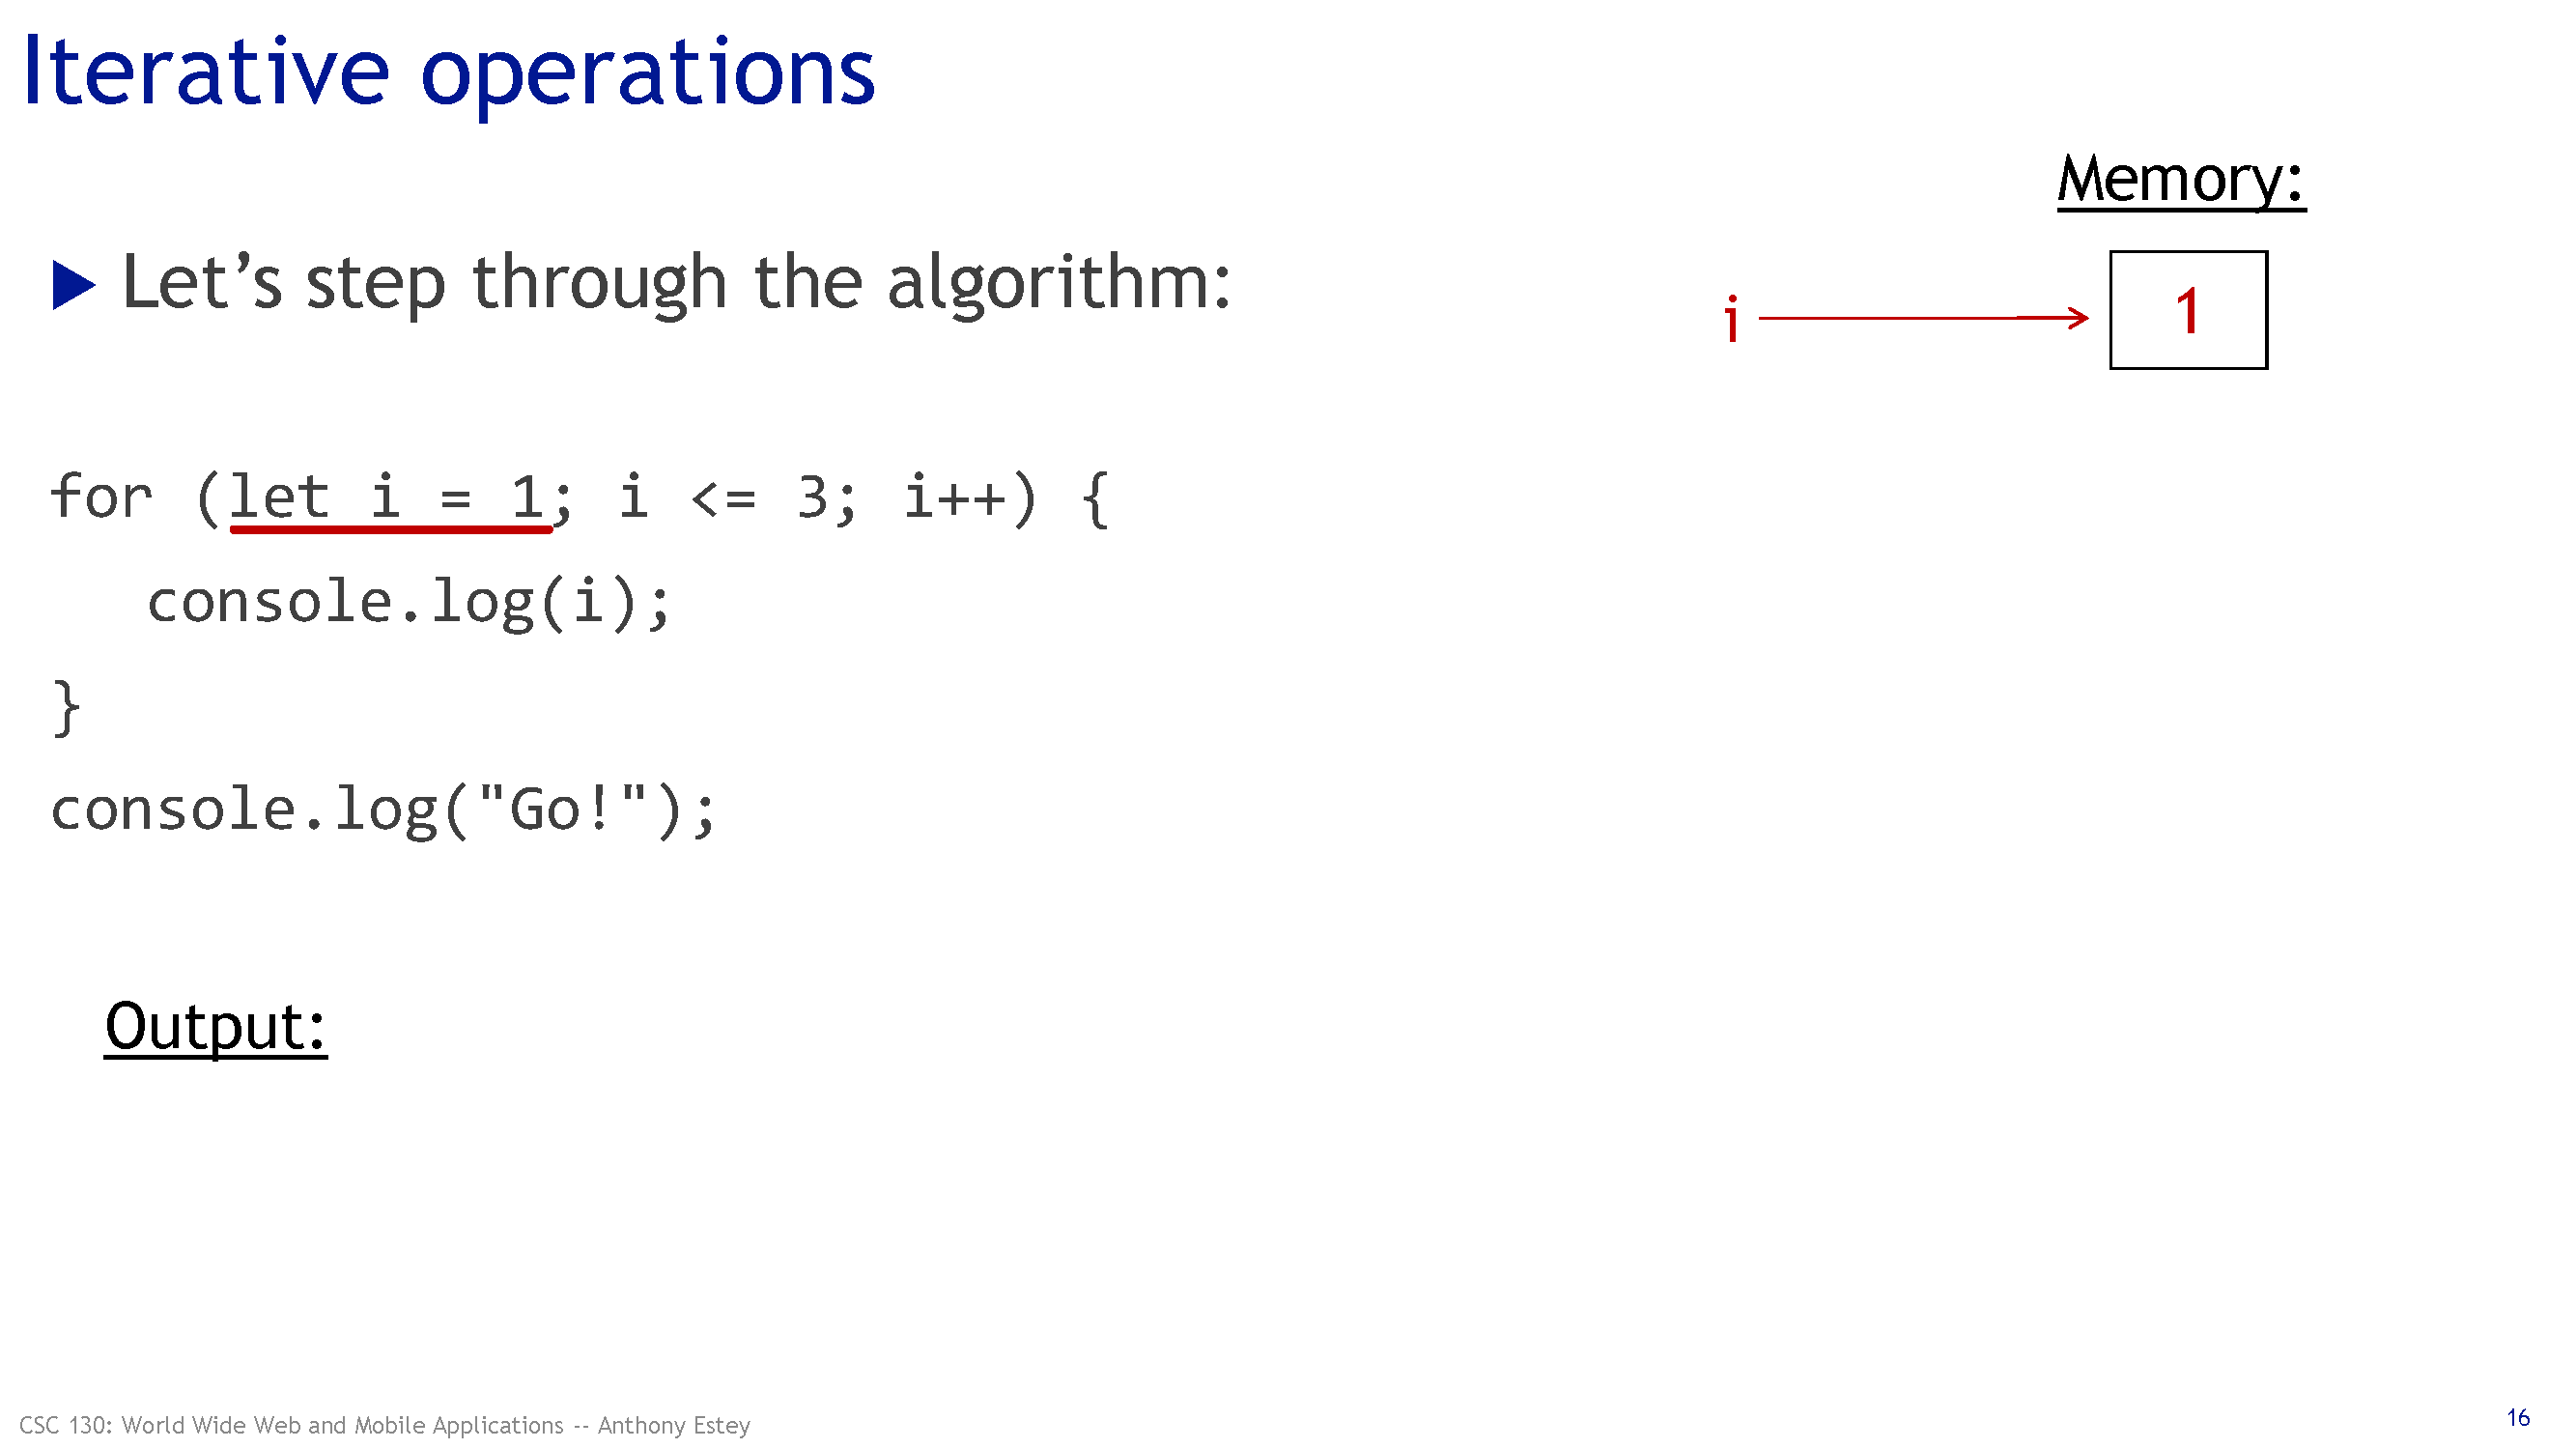 Iterative operations
Memory:
Let’s step through the algorithm:
i
1
for (let i = 1; i <= 3; i++) {
console.log(i);
}
console.log("Go!");
Output:
CSC 130: World Wide Web and Mobile Applications -- Anthony Estey
16